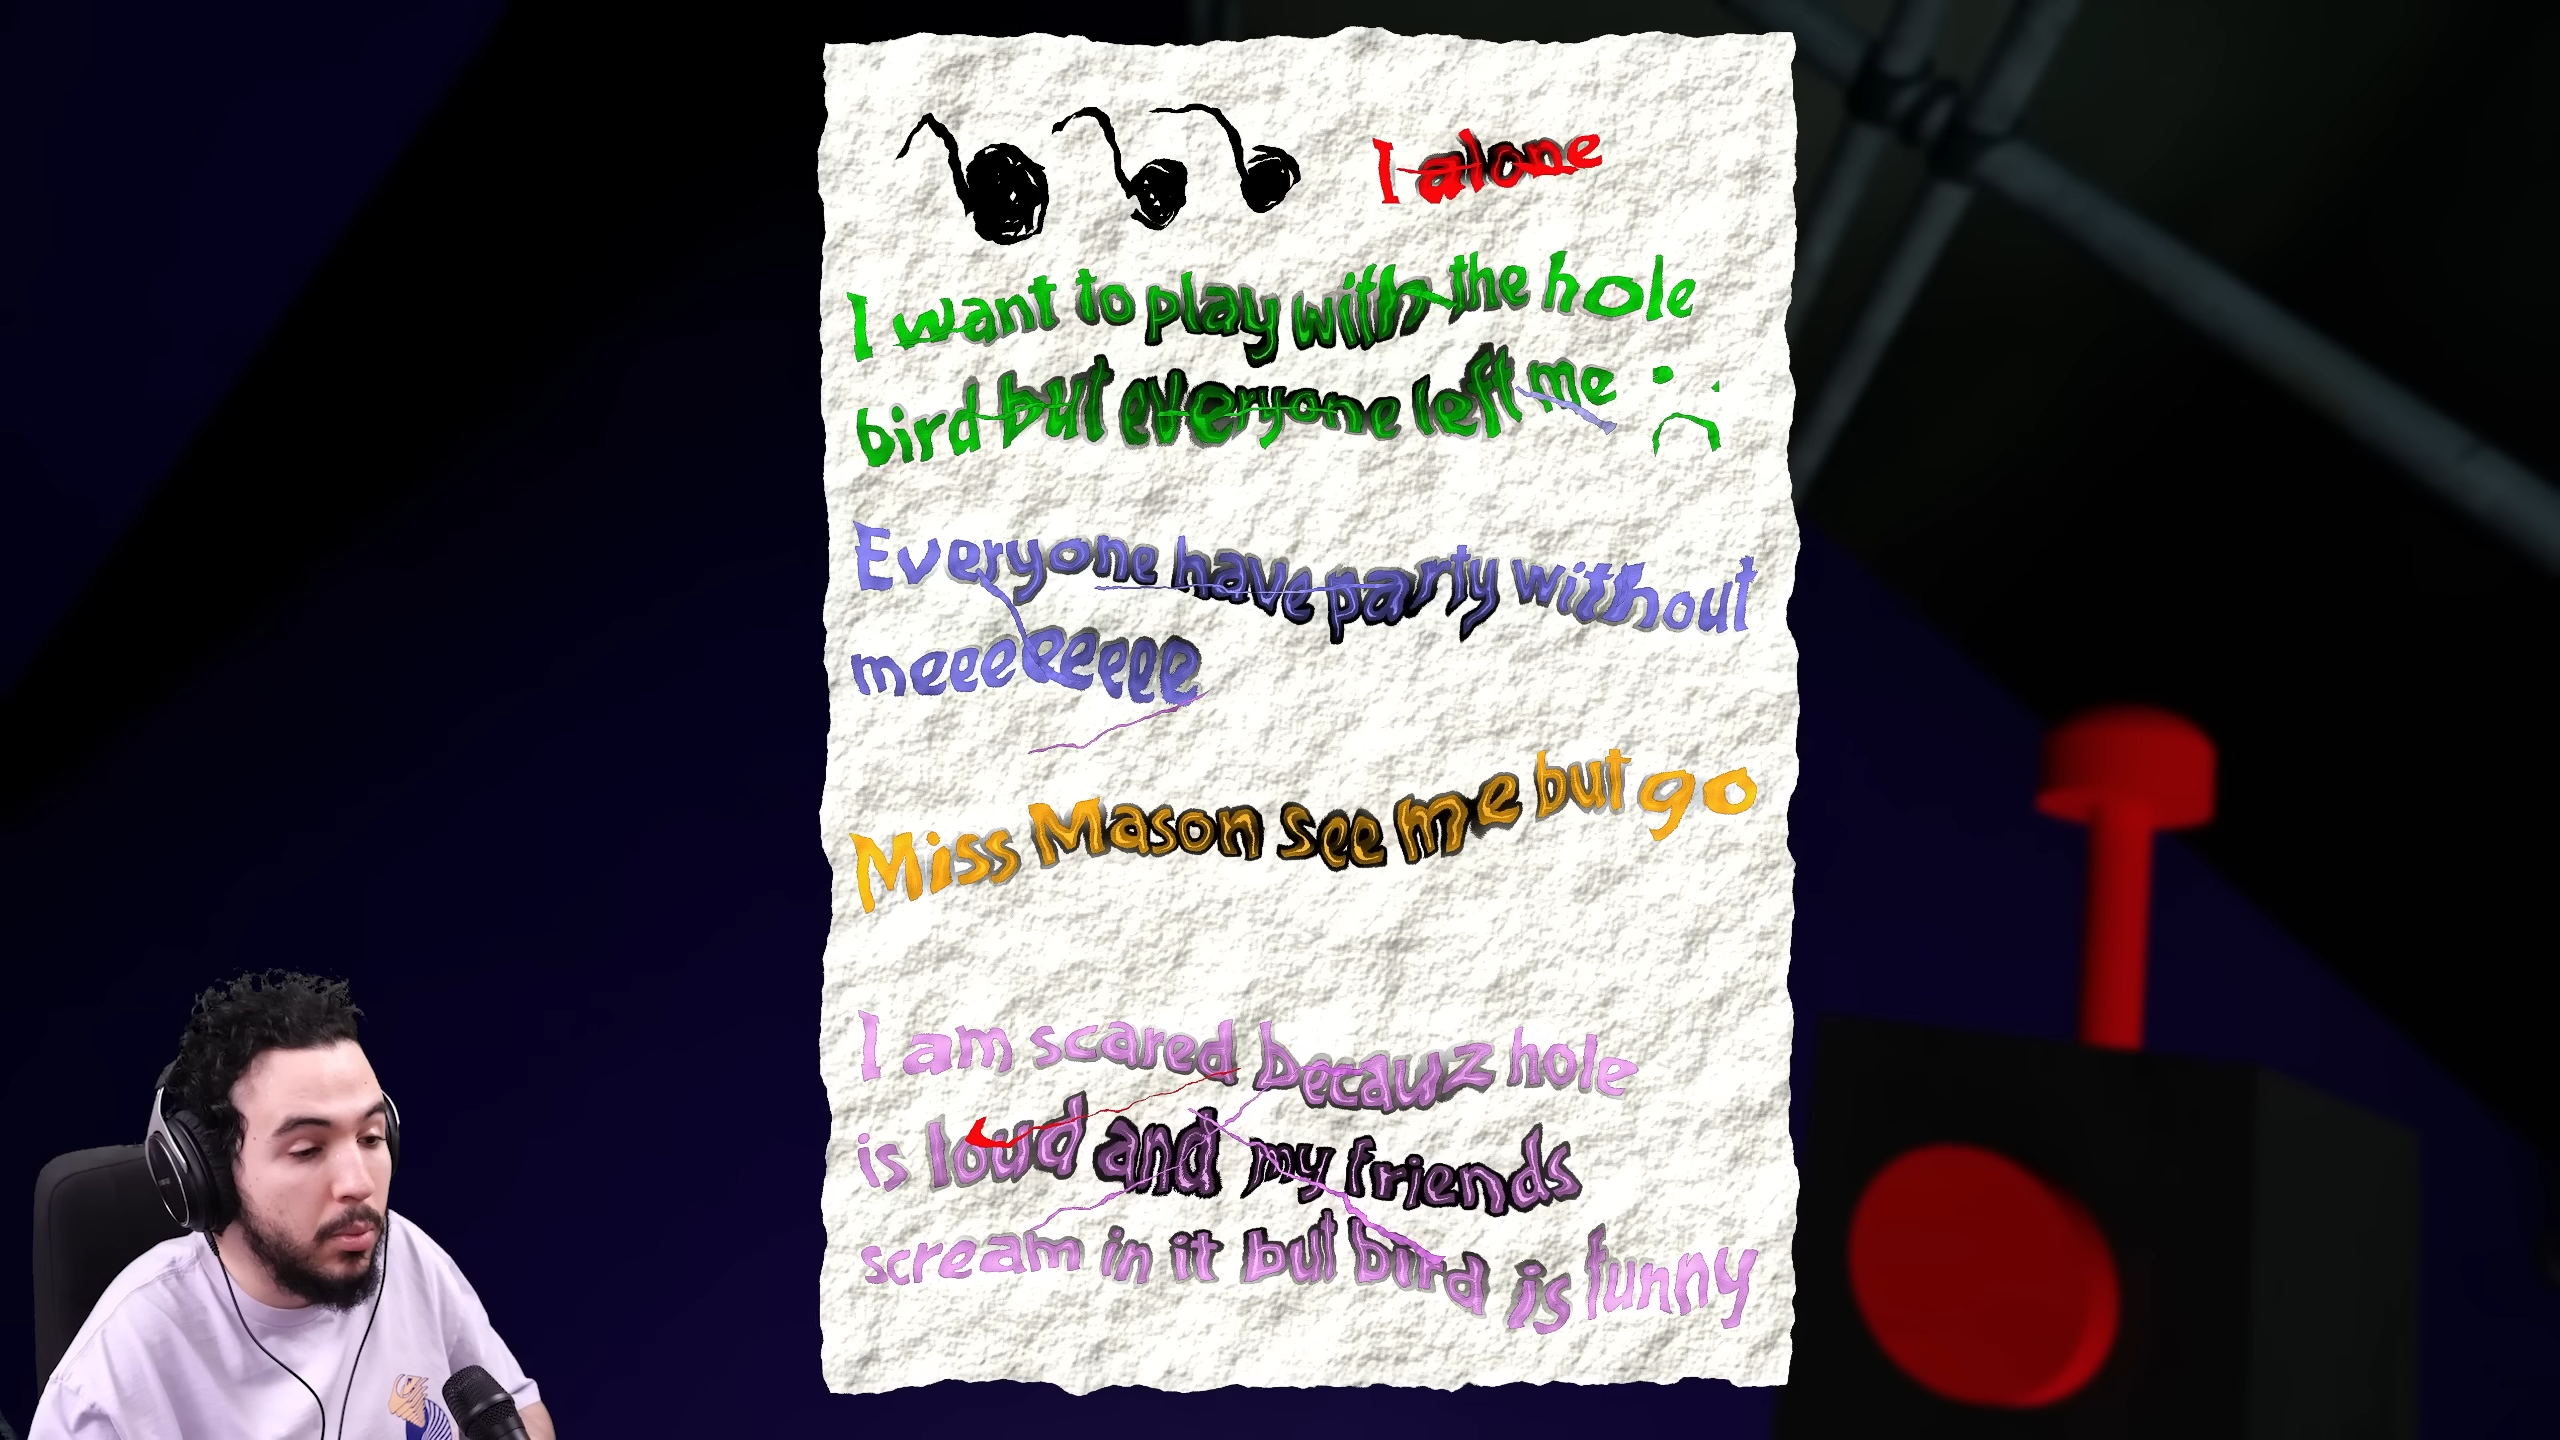 I alone
I want to play with the hole
bird but everyone left me :(
Everyone have party without
meeeeeeee
Miss Mason see me but go
I am scared becauz hole
is loud and my friends
scream in it but bird is funny